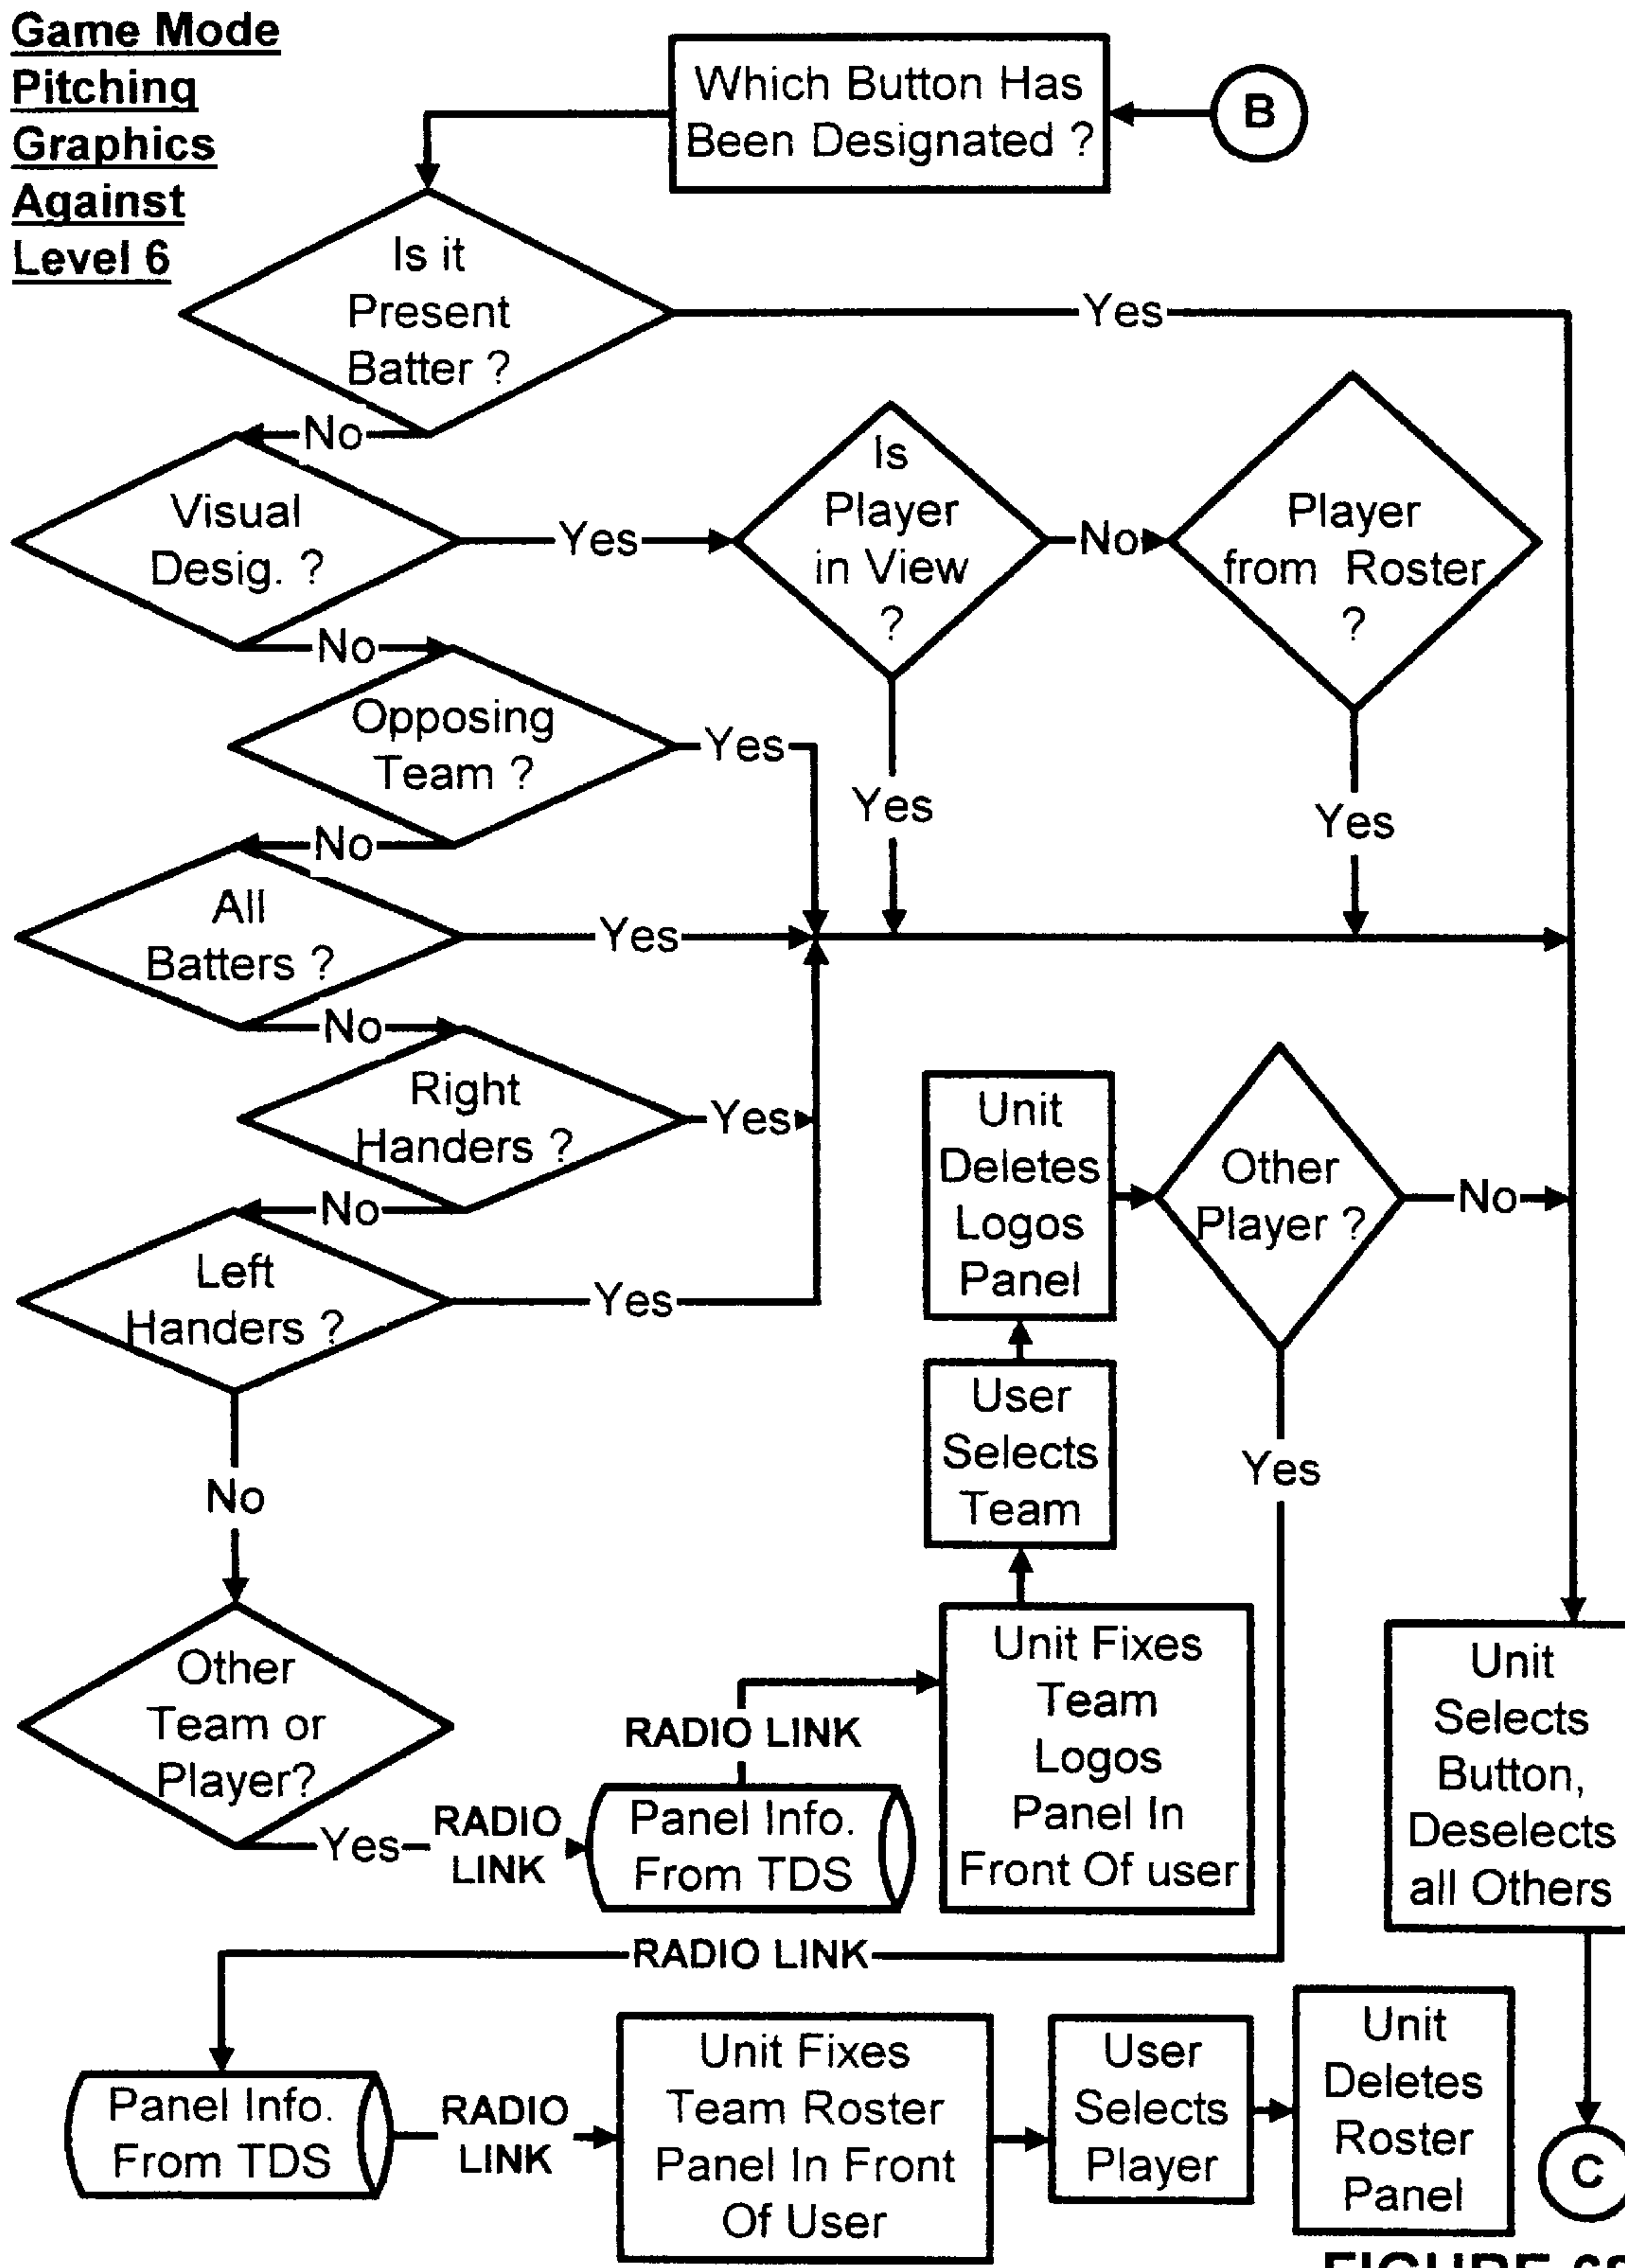 Game Mode
Pitching
Graphics
Against
Level 6
Which Button Has
Been Designated ?
B
Is it
Present
Batter ?
Yes
No
Visual
Desig. ?
Yes
Is
Player
in View
?
No
Player
from Roster
?
No
Opposing
Team ?
Yes
Yes
Yes
No
All
Batters ?
Yes
No
Right
Handers ?
Yes
No
Left
Handers ?
Yes
Unit
Deletes
Logos
Panel
Other
Player ?
No
User
Selects
Team
Yes
No
Other
Team or
Player?
Yes
RADIO
LINK
Panel Info.
From TDS
RADIO LINK
Unit Fixes
Team
Logos
Panel In
Front Of user
Unit
Selects
Button,
Deselects
all Others
RADIO LINK
Panel Info.
From TDS
RADIO
LINK
Unit Fixes
Team Roster
Panel In Front
Of User
User
Selects
Player
Unit
Deletes
Roster
Panel
C